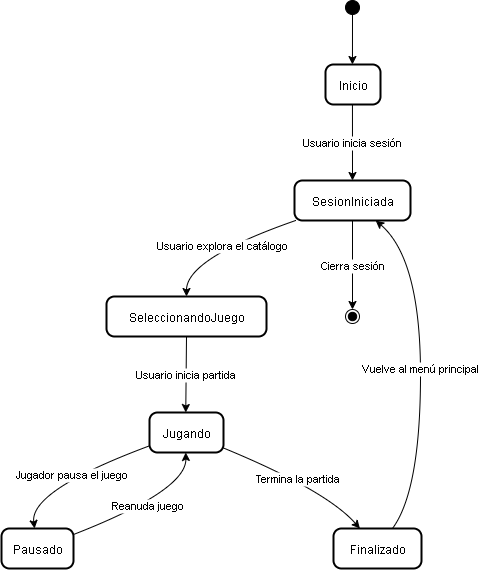 Inicio
Usuario inicia sesión
SesionIniciada
Usuario explora el catálogo
Cierra sesión
SeleccionandoJuego
Vuelve al menú principal
Usuario inicia partida
Jugando
Jugador pausa el juego
Termina la partida
Reanuda juego
Pausado
Finalizado